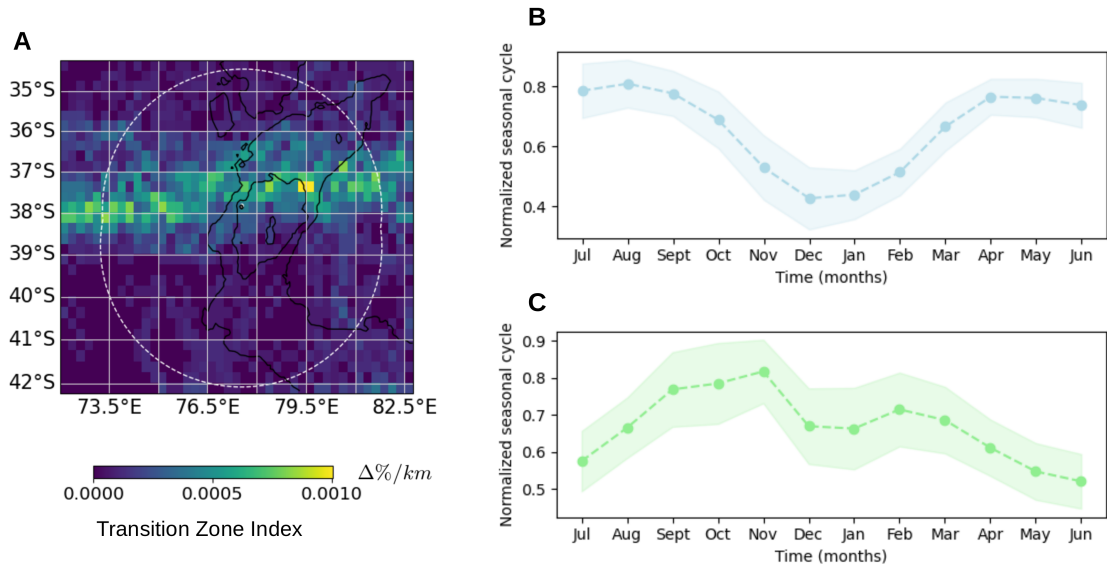 A
35°S
36°S
37°S
38°S
39°S
40°S
41°S
42°S
73.5°E 76.5°E 79.5°E 82.5°E
Δ%/km
0.0000 0.0005 0.0010
Transition Zone Index
B
Normalized seasonal cycle
0.8
0.6
0.4
Jul Aug Sept Oct Nov Dec Jan Feb Mar Apr May Jun
Time (months)
C
Normalized seasonal cycle
0.9
0.8
0.7
0.6
0.5
Jul Aug Sept Oct Nov Dec Jan Feb Mar Apr May Jun
Time (months)